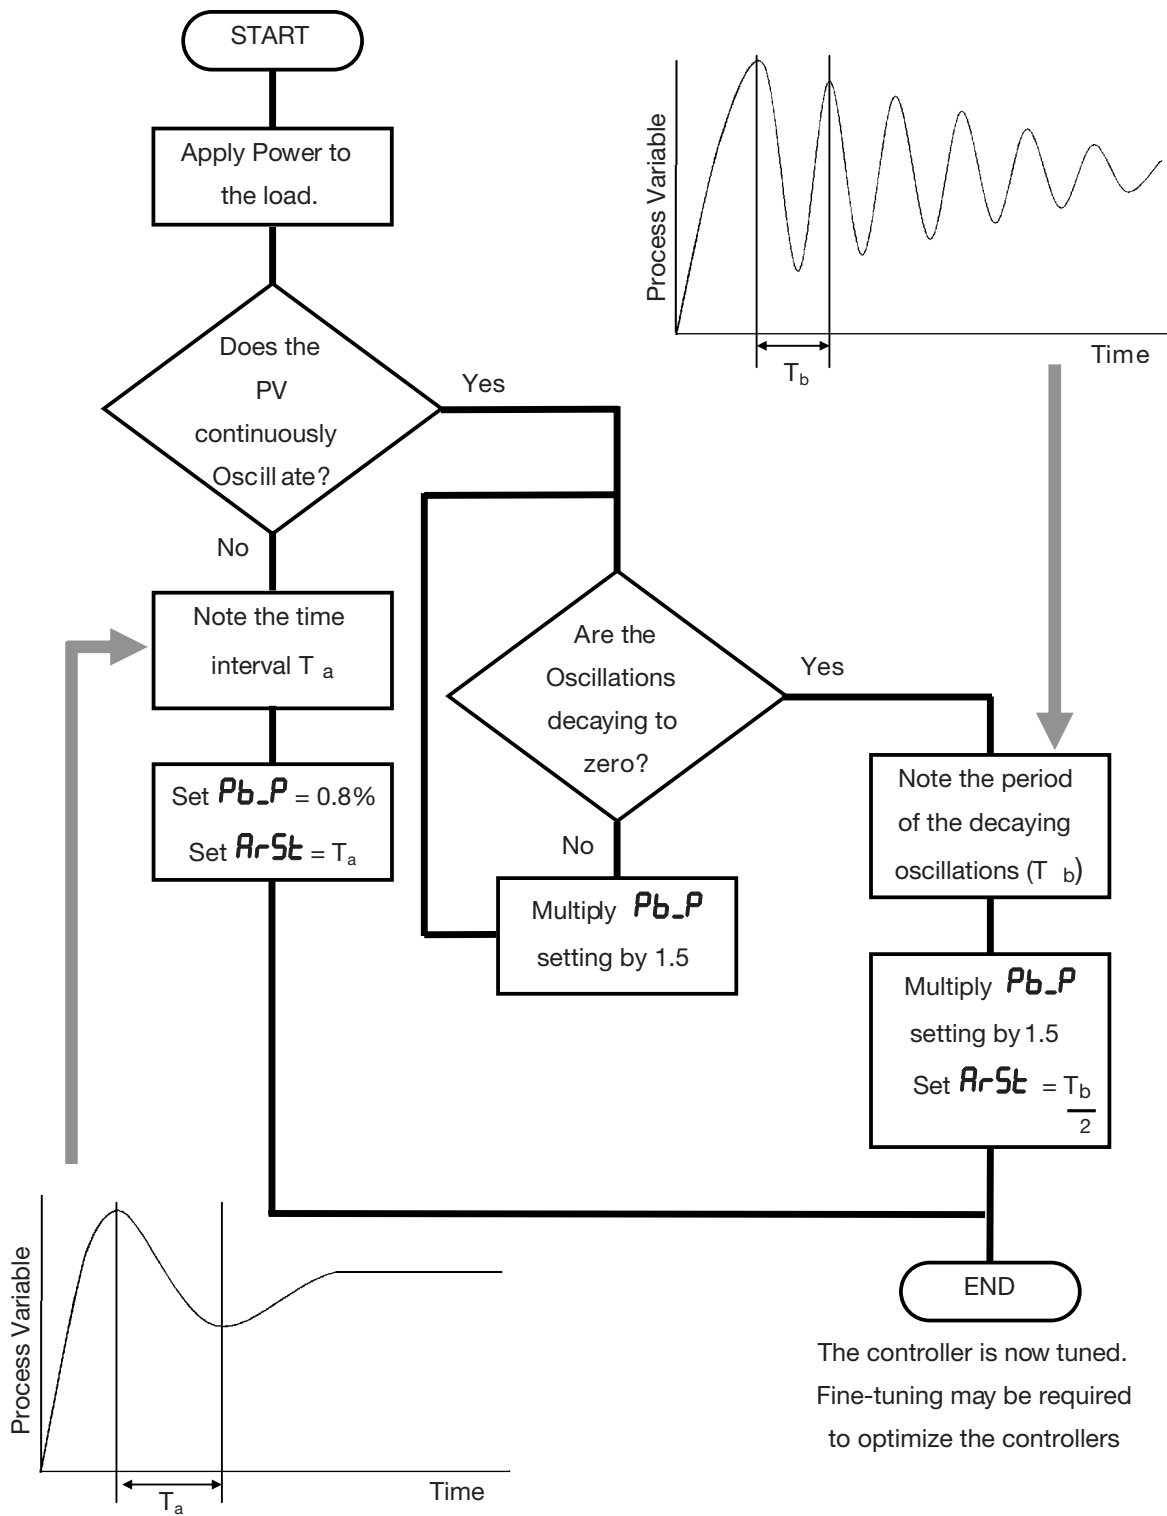 START
Apply Power to
the load.
Does the
PV
continuously
Oscillate?
Yes
No
Note the time
interval T a
Set Pb_P = 0.8%
Set ArSt = Ta
Are the
Oscillations
decaying to
zero?
Yes
No
Multiply Pb_P
setting by 1.5
Process Variable
Time
Tb
Note the period
of the decaying
oscillations (T b)
Multiply Pb_P
setting by 1.5
Set ArSt = Tb
2
END
The controller is now tuned.
Fine-tuning may be required
to optimize the controllers
Process Variable
Time
Ta